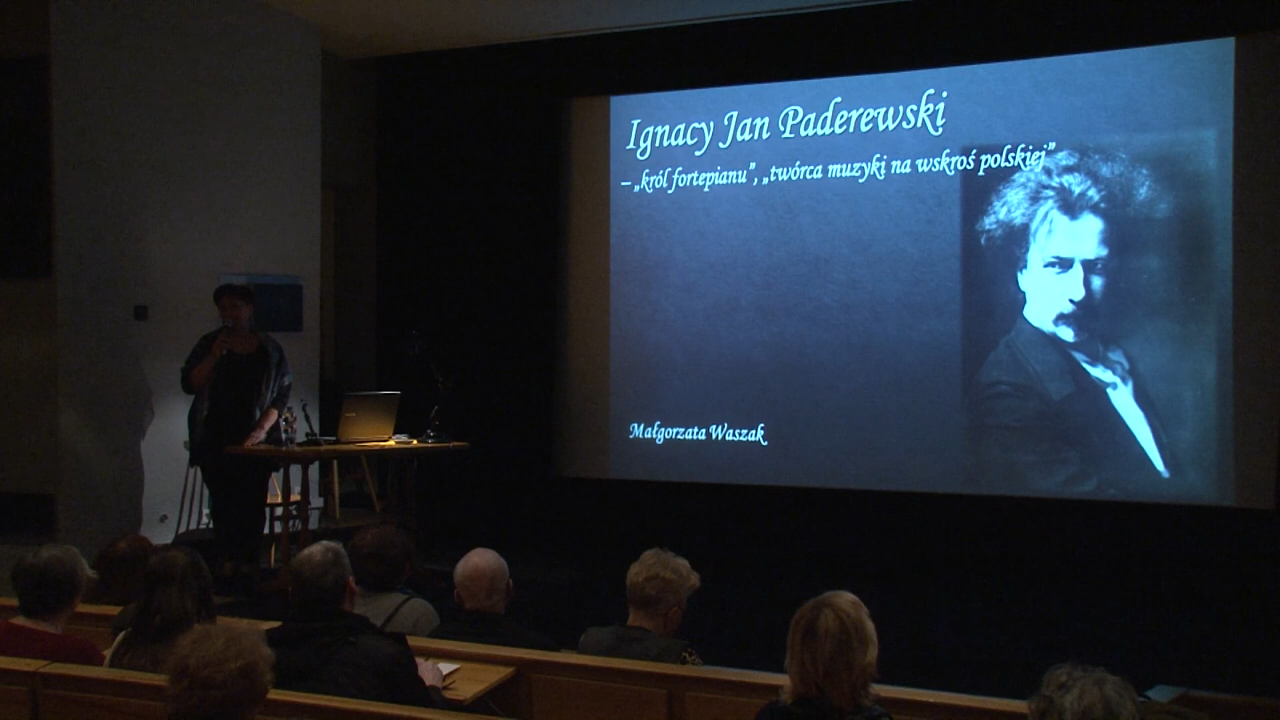 Ignacy Jan Paderewski
– „król fortepianu”, „twórca muzyki na wskroś polskiej”
Małgorzata Waszak